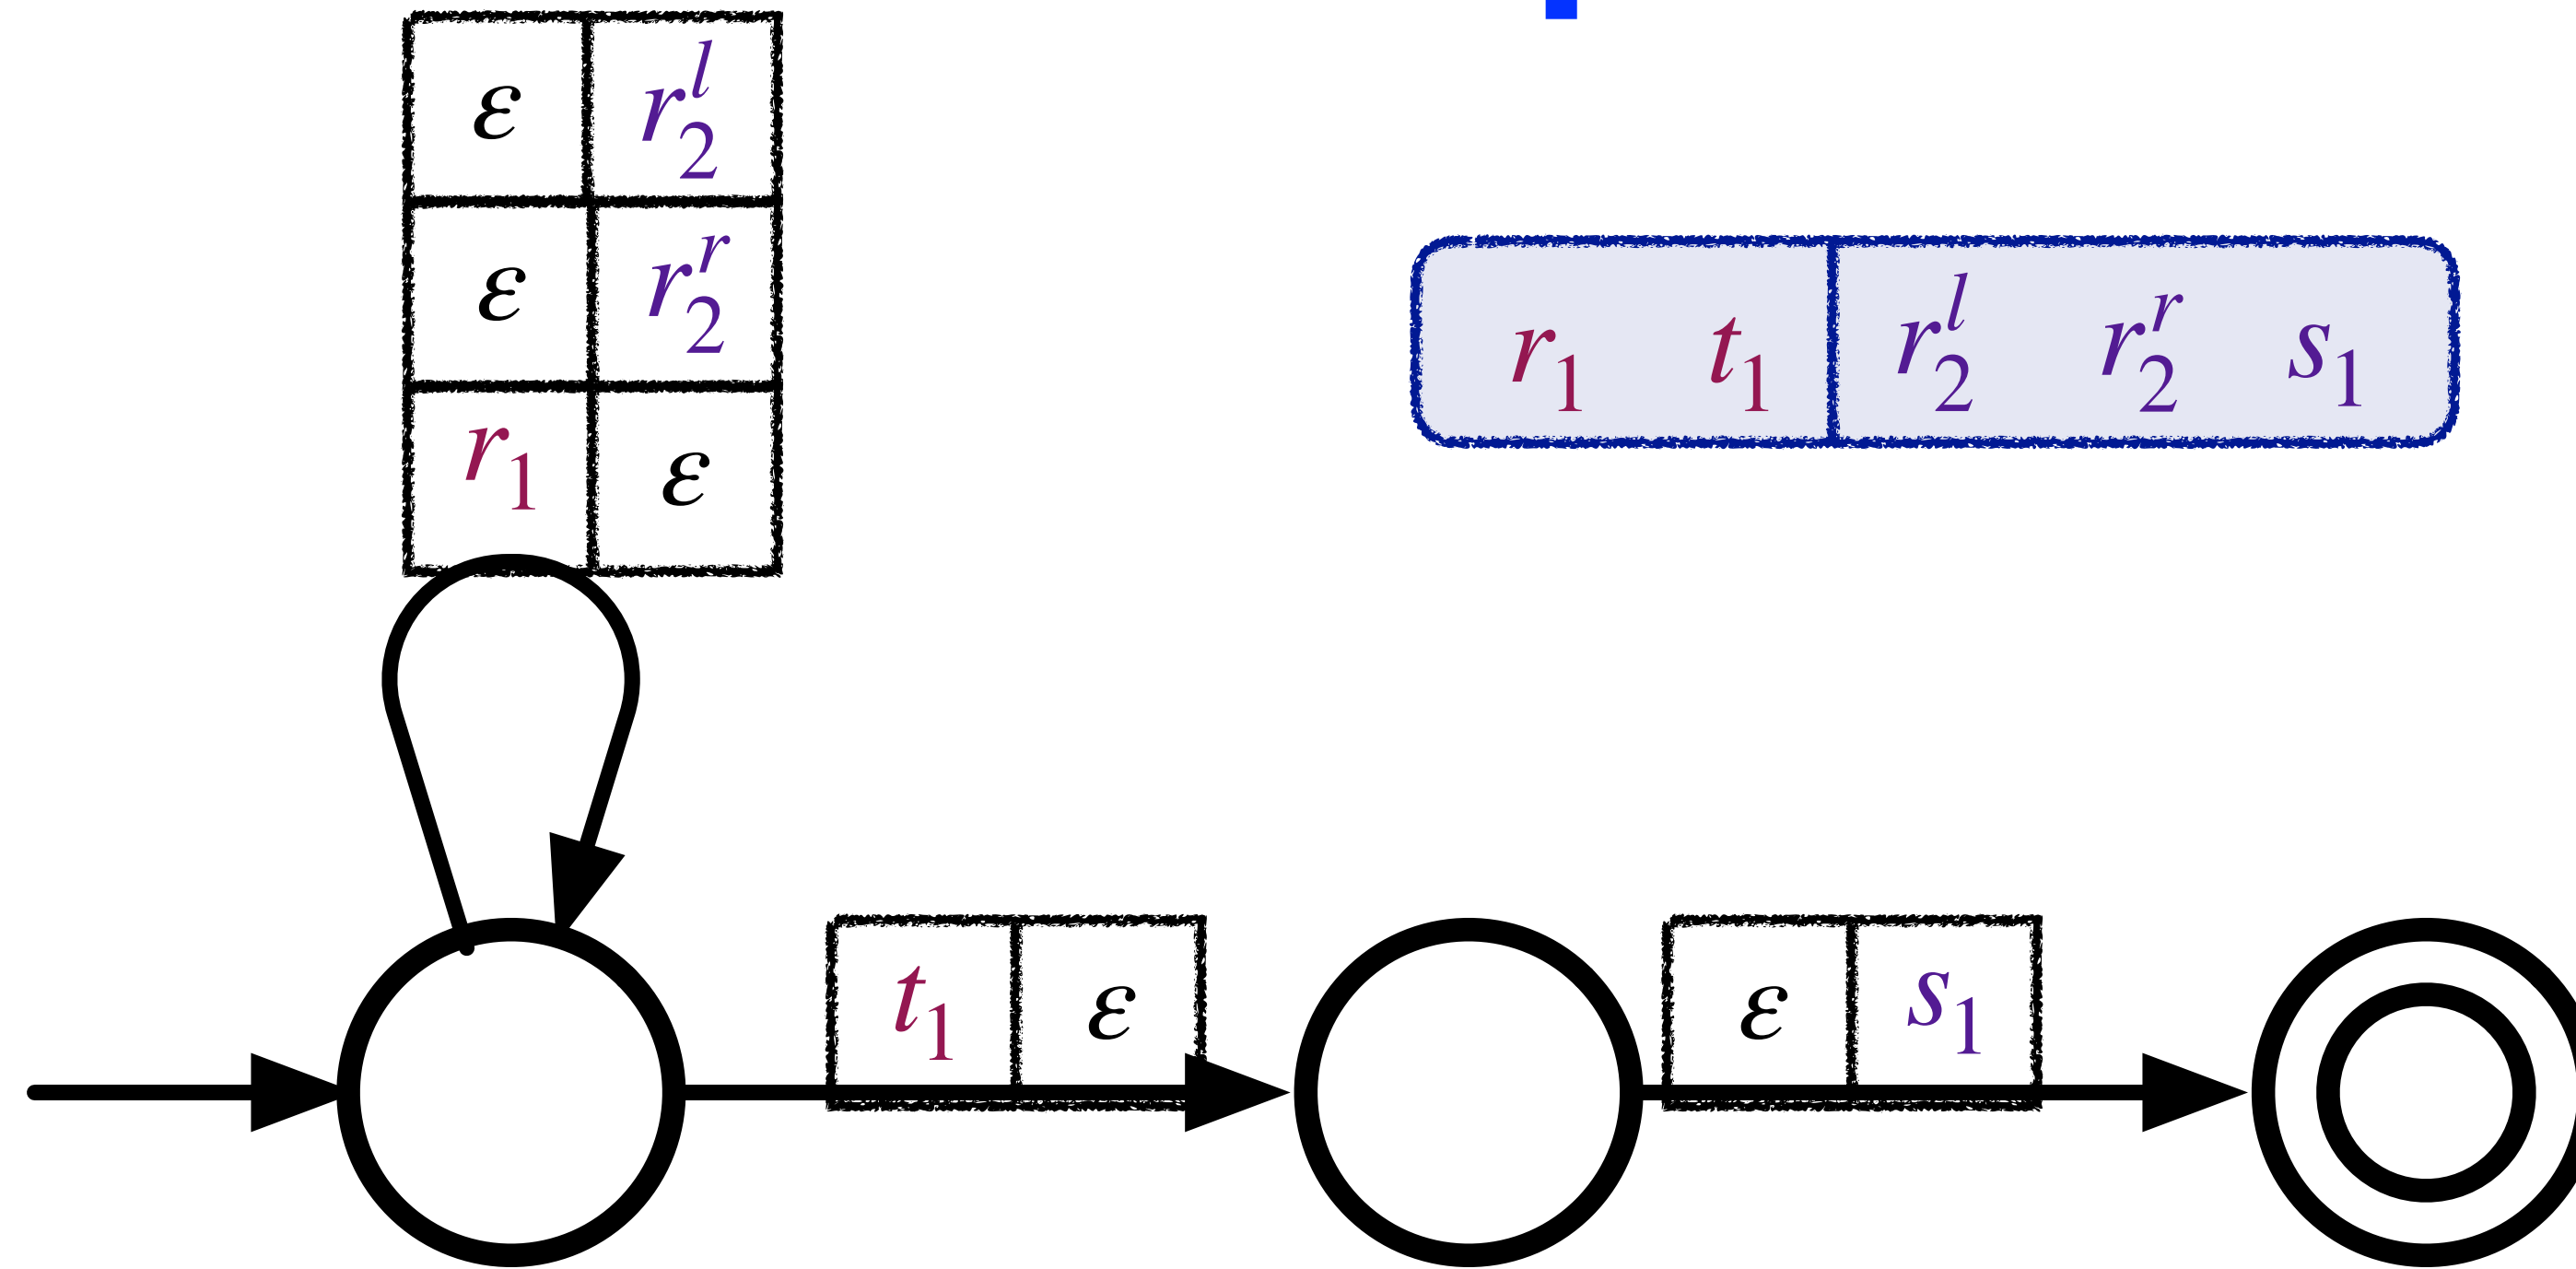 ε r₂ˡ
ε r₂ʳ
r₁ ε
r₁ t₁ r₂ˡ r₂ʳ s₁
t₁ ε
ε s₁